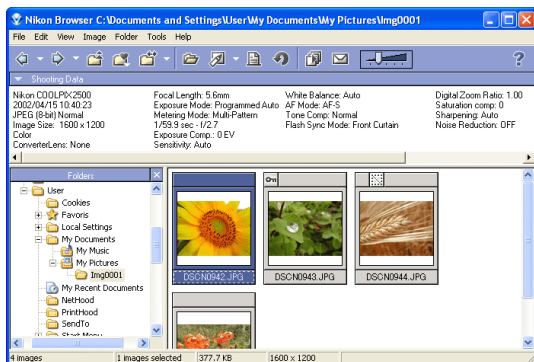 Nikon Browser C:\Documents and Settings\User\My Documents\My Pictures\Img0001
File Edit View Image Folder Tools Help
Shooting Data
Nikon COOLPIX2500
2002/04/15 10:40:23
JPEG (8-bit) Normal
Image Size: 1600 x 1200
Color
ConverterLens: None
Focal Length: 5.6mm
Exposure Mode: Programmed Auto
Metering Mode: Multi-Pattern
1/59.9 sec - f/2.7
Exposure Comp.: 0 EV
Sensitivity: Auto
White Balance: Auto
AF Mode: AF-S
Tone Comp: Normal
Flash Sync Mode: Front Curtain
Digital Zoom Ratio: 1.00
Saturation comp: 0
Sharpening: Auto
Noise Reduction: OFF
Folders
User
Cookies
Favoris
Local Settings
My Documents
My Music
My Pictures
Img0001
My Recent Documents
NetHood
PrintHood
SendTo
Start Menu
DSCN0942.JPG
DSCN0943.JPG
DSCN0944.JPG
4 images
1 images selected
377.7 KB
1600 x 1200